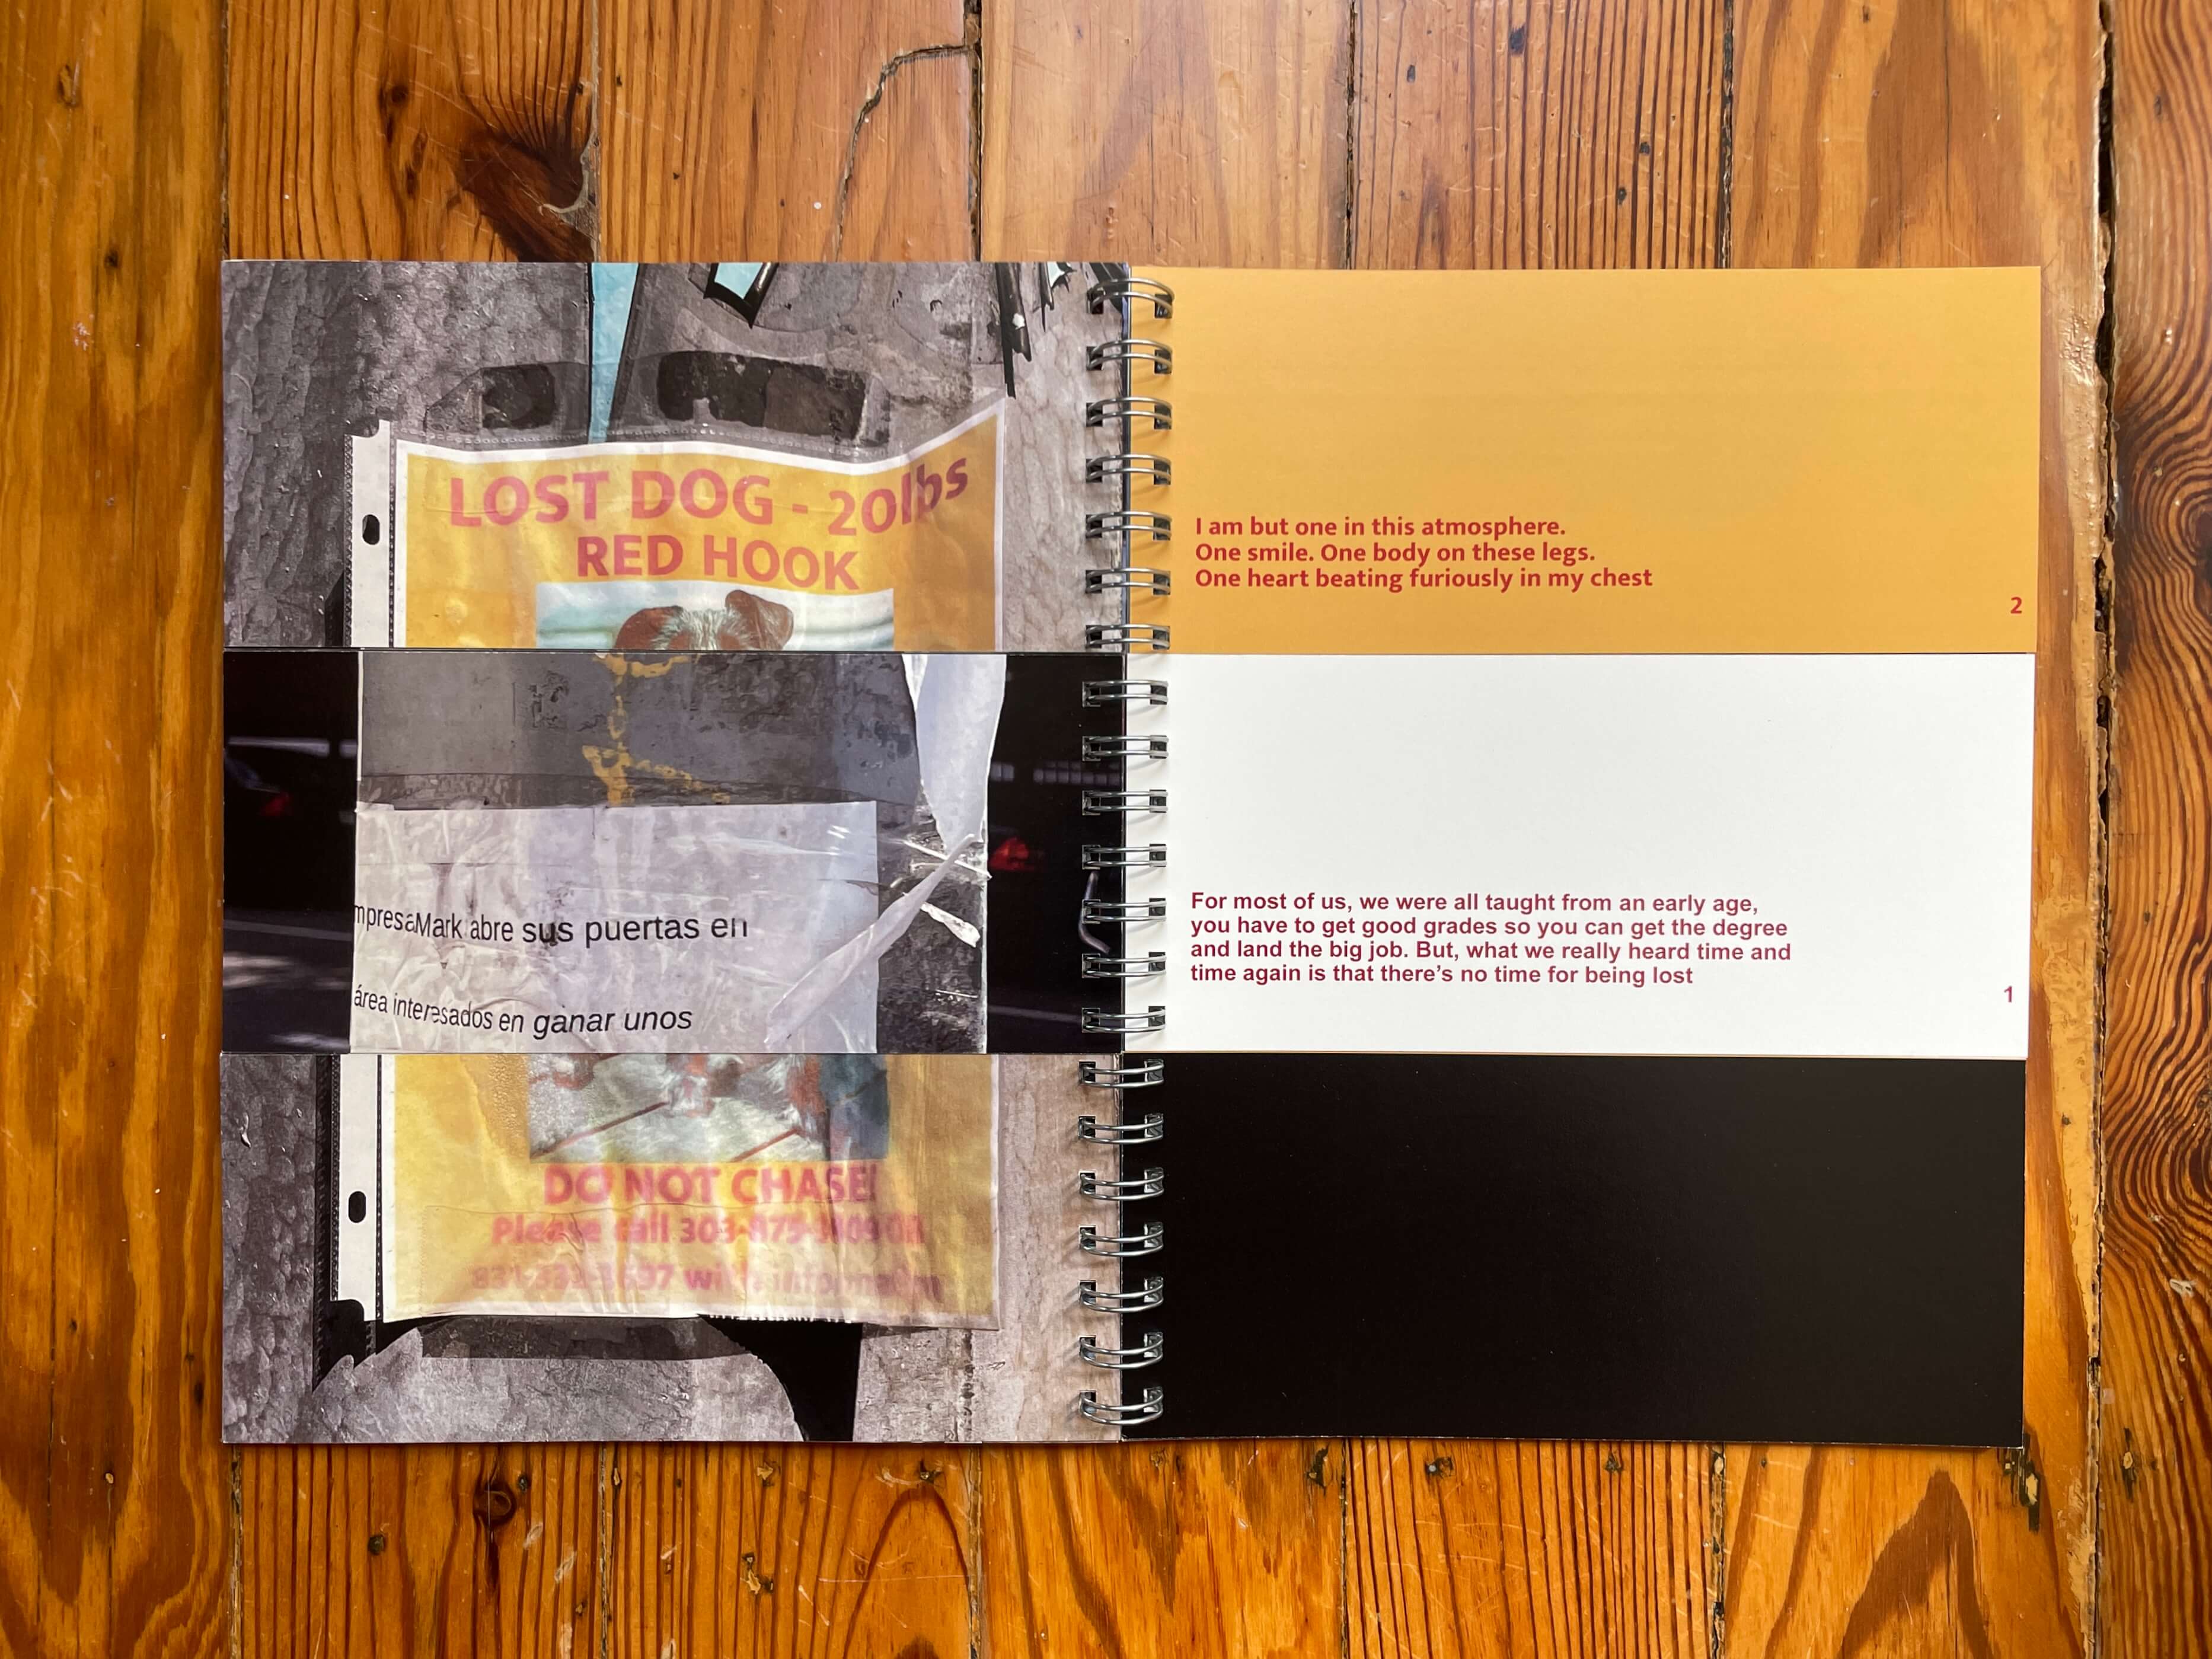 LOST DOG - 20lbs
RED HOOK
mpresaMark abre sus puertas en
área interesados en ganar unos
DO NOT CHASE!
Please call
with information
I am but one in this atmosphere.
One smile. One body on these legs.
One heart beating furiously in my chest
2
For most of us, we were all taught from an early age,
you have to get good grades so you can get the degree
and land the big job. But, what we really heard time and
time again is that there’s no time for being lost
1